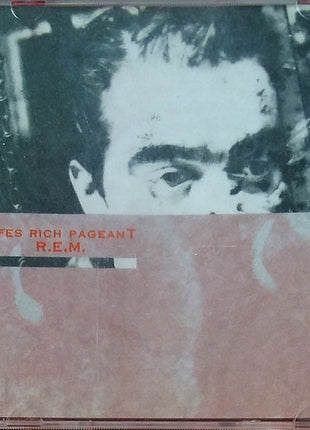 FES RICH PAGEANT
R.E.M.